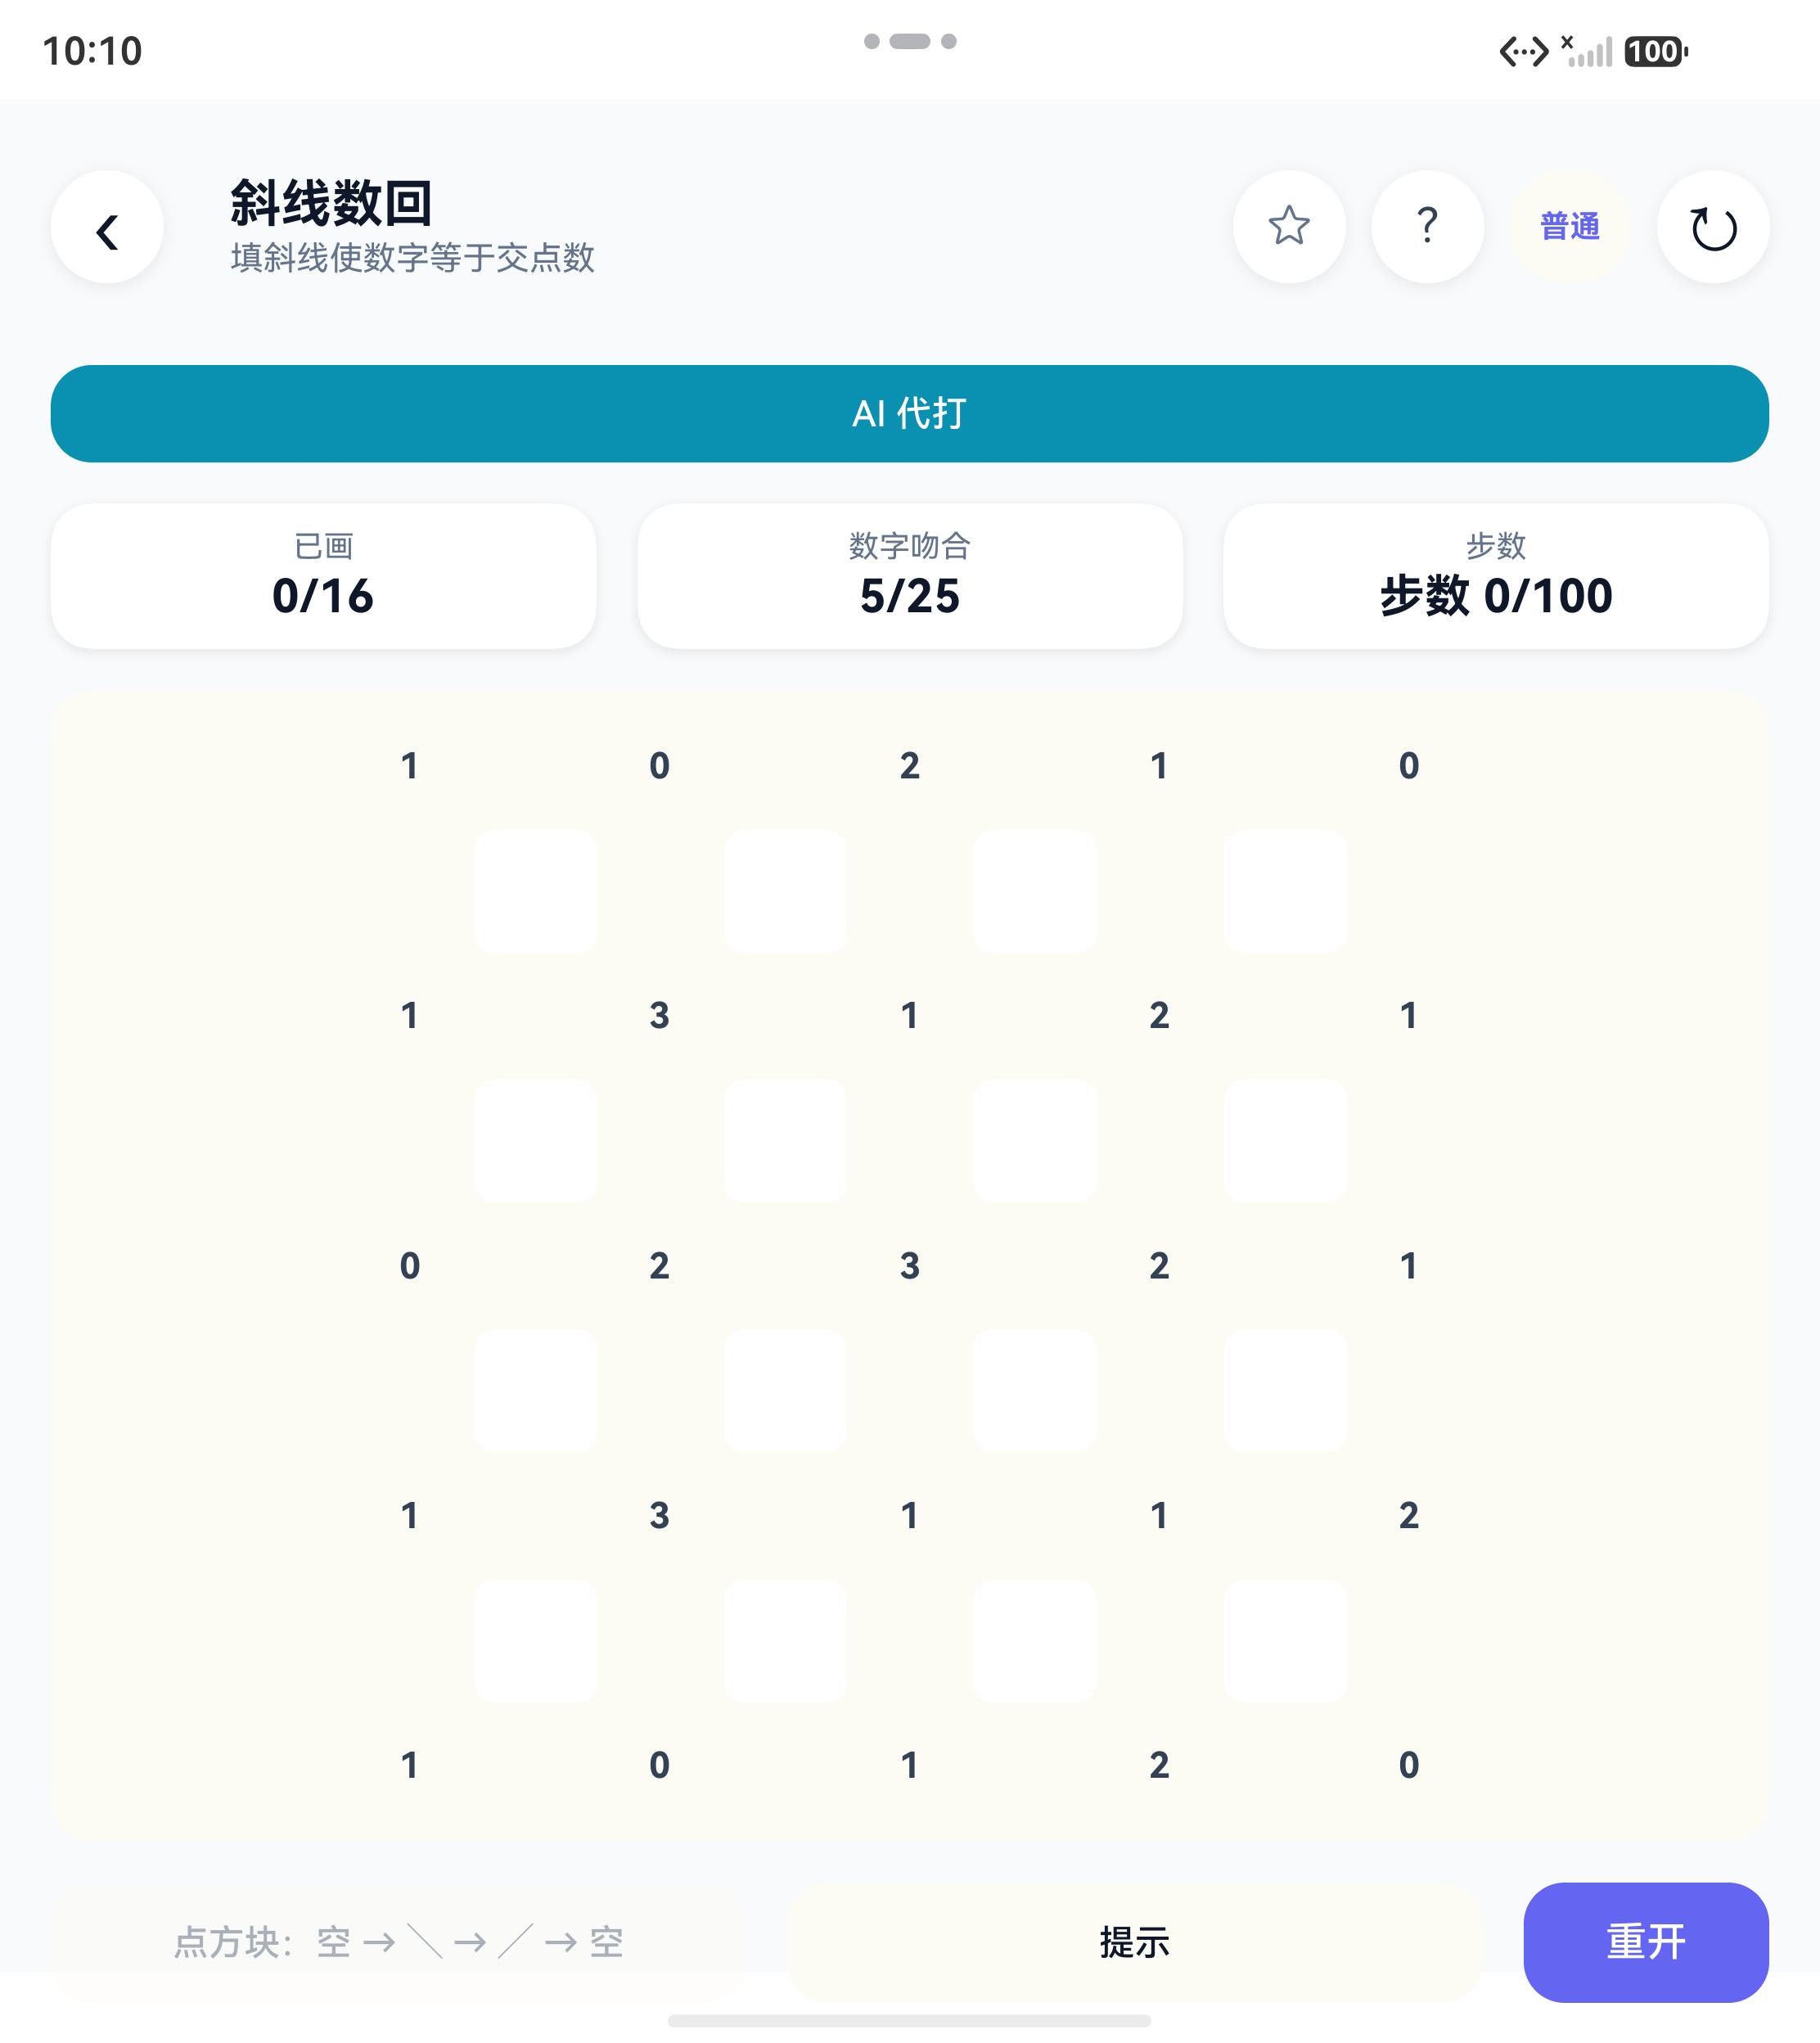 10:10
100
斜线数回
填斜线使数字等于交点数
?
普通
AI 代打
已画
0/16
数字吻合
5/25
步数
步数 0/100
1 0 2 1 0
1 3 1 2 1
0 2 3 2 1
1 3 1 1 2
1 0 1 2 0
点方块：空 → ╲ → ╱ → 空
提示
重开